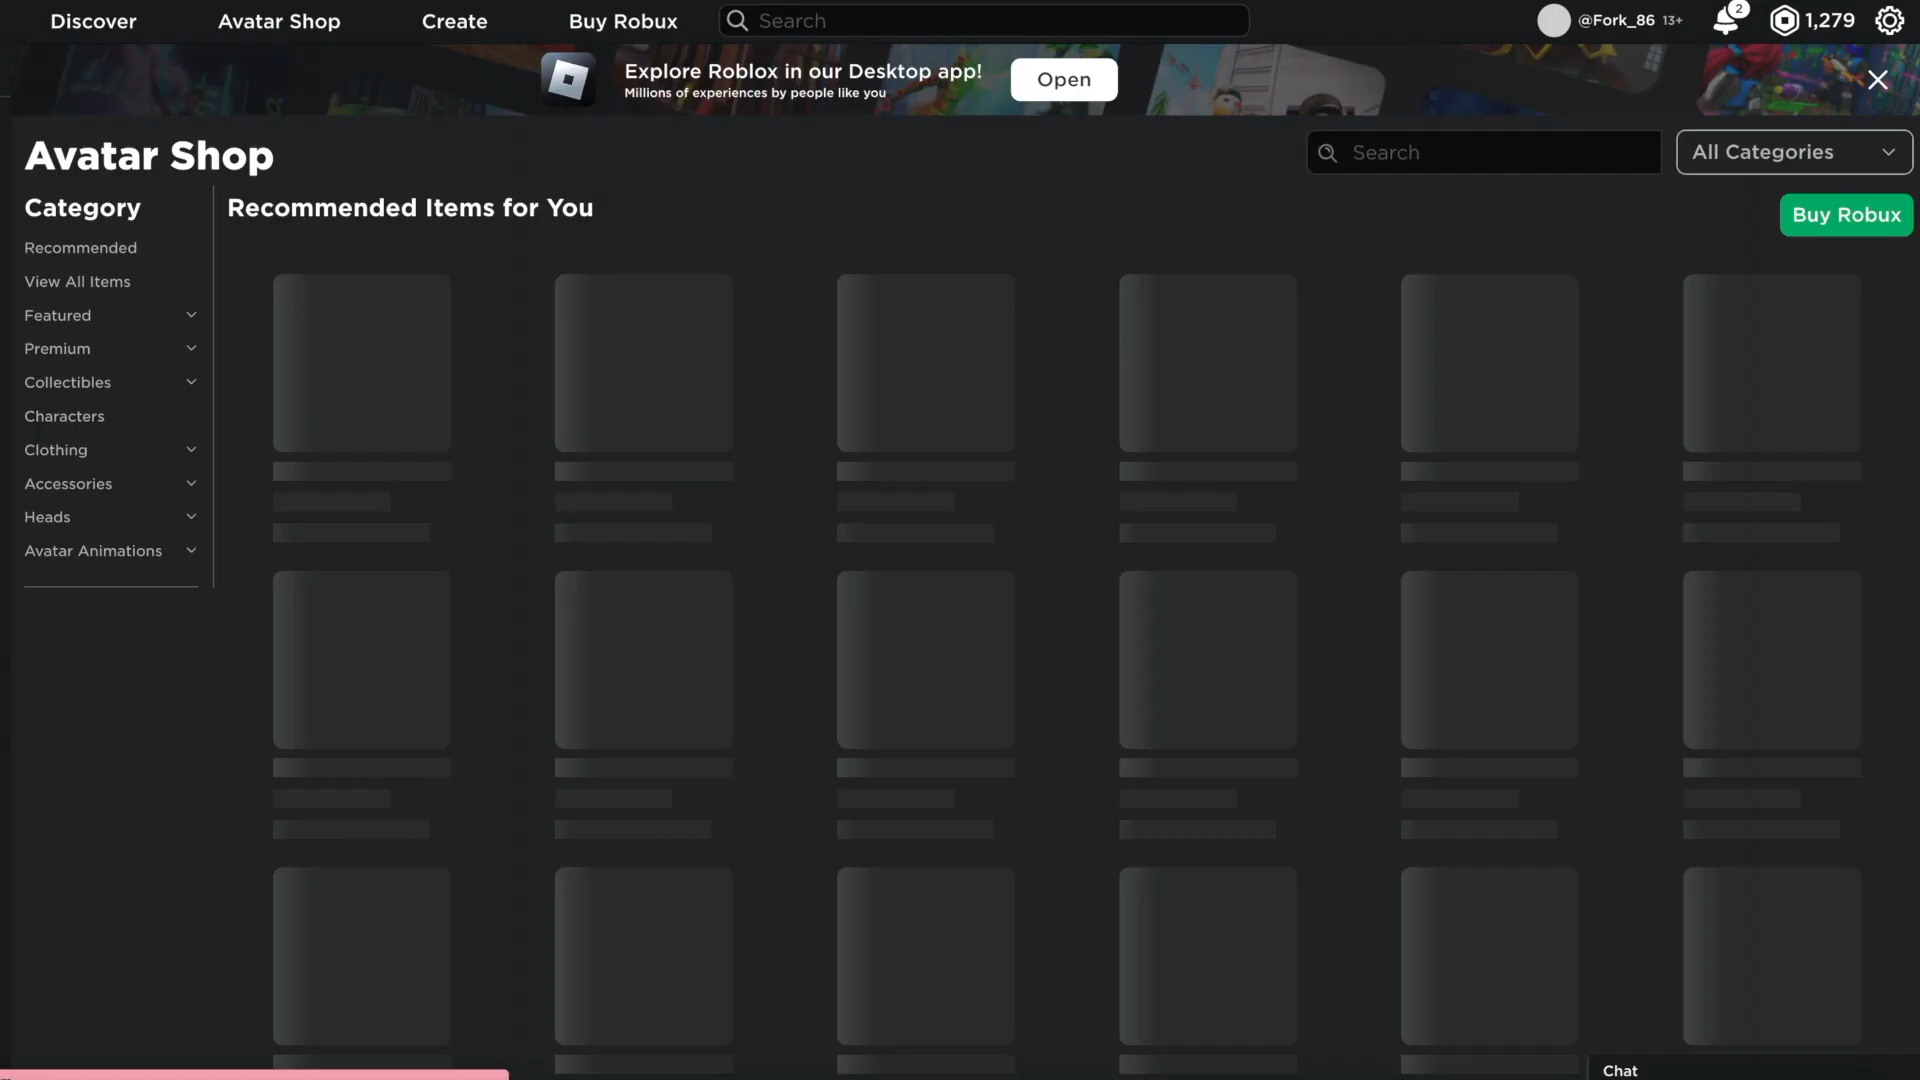 Discover
Avatar Shop
Create
Buy Robux
Search
@Fork_86 13+
2
1,279
Explore Roblox in our Desktop app!
Millions of experiences by people like you
Open
Avatar Shop
Search
All Categories
Category
Recommended Items for You
Buy Robux
Recommended
View All Items
Featured
Premium
Collectibles
Characters
Clothing
Accessories
Heads
Avatar Animations
Chat